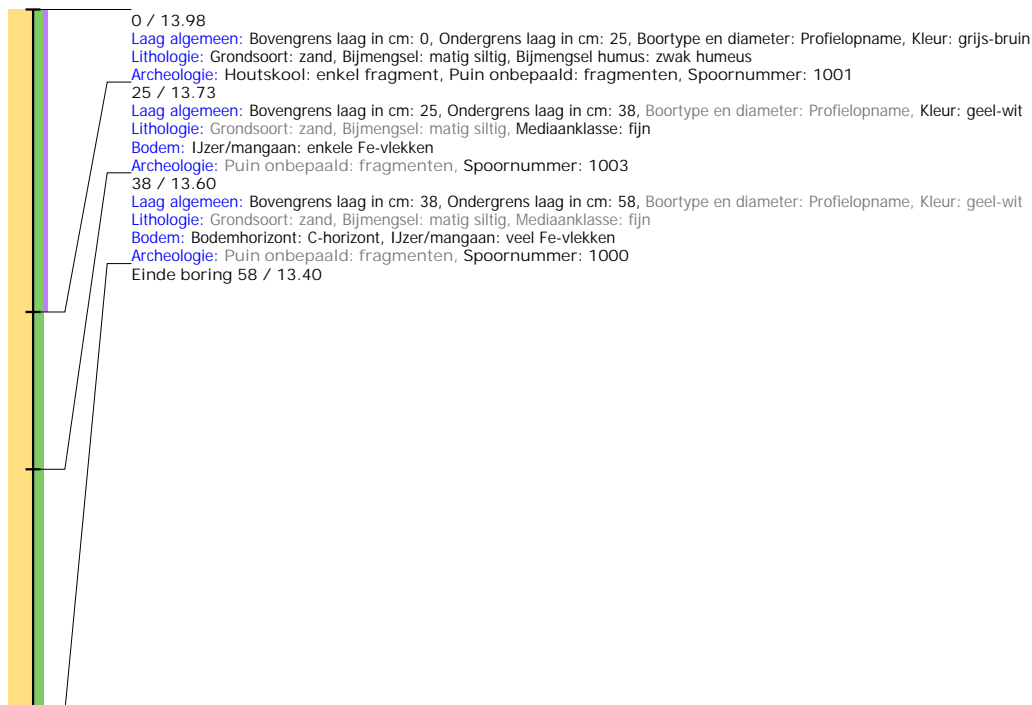 0 / 13.98
Laag algemeen: Bovengrens laag in cm: 0, Ondergrens laag in cm: 25, Boortype en diameter: Profielopname, Kleur: grijs-bruin
Lithologie: Grondsoort: zand, Bijmengsel: matig siltig, Bijmengsel humus: zwak humeus
Archeologie: Houtskool: enkel fragment, Puin onbepaald: fragmenten, Spoornummer: 1001
25 / 13.73
Laag algemeen: Bovengrens laag in cm: 25, Ondergrens laag in cm: 38, Boortype en diameter: Profielopname, Kleur: geel-wit
Lithologie: Grondsoort: zand, Bijmengsel: matig siltig, Mediaanklasse: fijn
Bodem: IJzer/mangaan: enkele Fe-vlekken
Archeologie: Puin onbepaald: fragmenten, Spoornummer: 1003
38 / 13.60
Laag algemeen: Bovengrens laag in cm: 38, Ondergrens laag in cm: 58, Boortype en diameter: Profielopname, Kleur: geel-wit
Lithologie: Grondsoort: zand, Bijmengsel: matig siltig, Mediaanklasse: fijn
Bodem: Bodemhorizont: C-horizont, IJzer/mangaan: veel Fe-vlekken
Archeologie: Puin onbepaald: fragmenten, Spoornummer: 1000
Einde boring 58 / 13.40